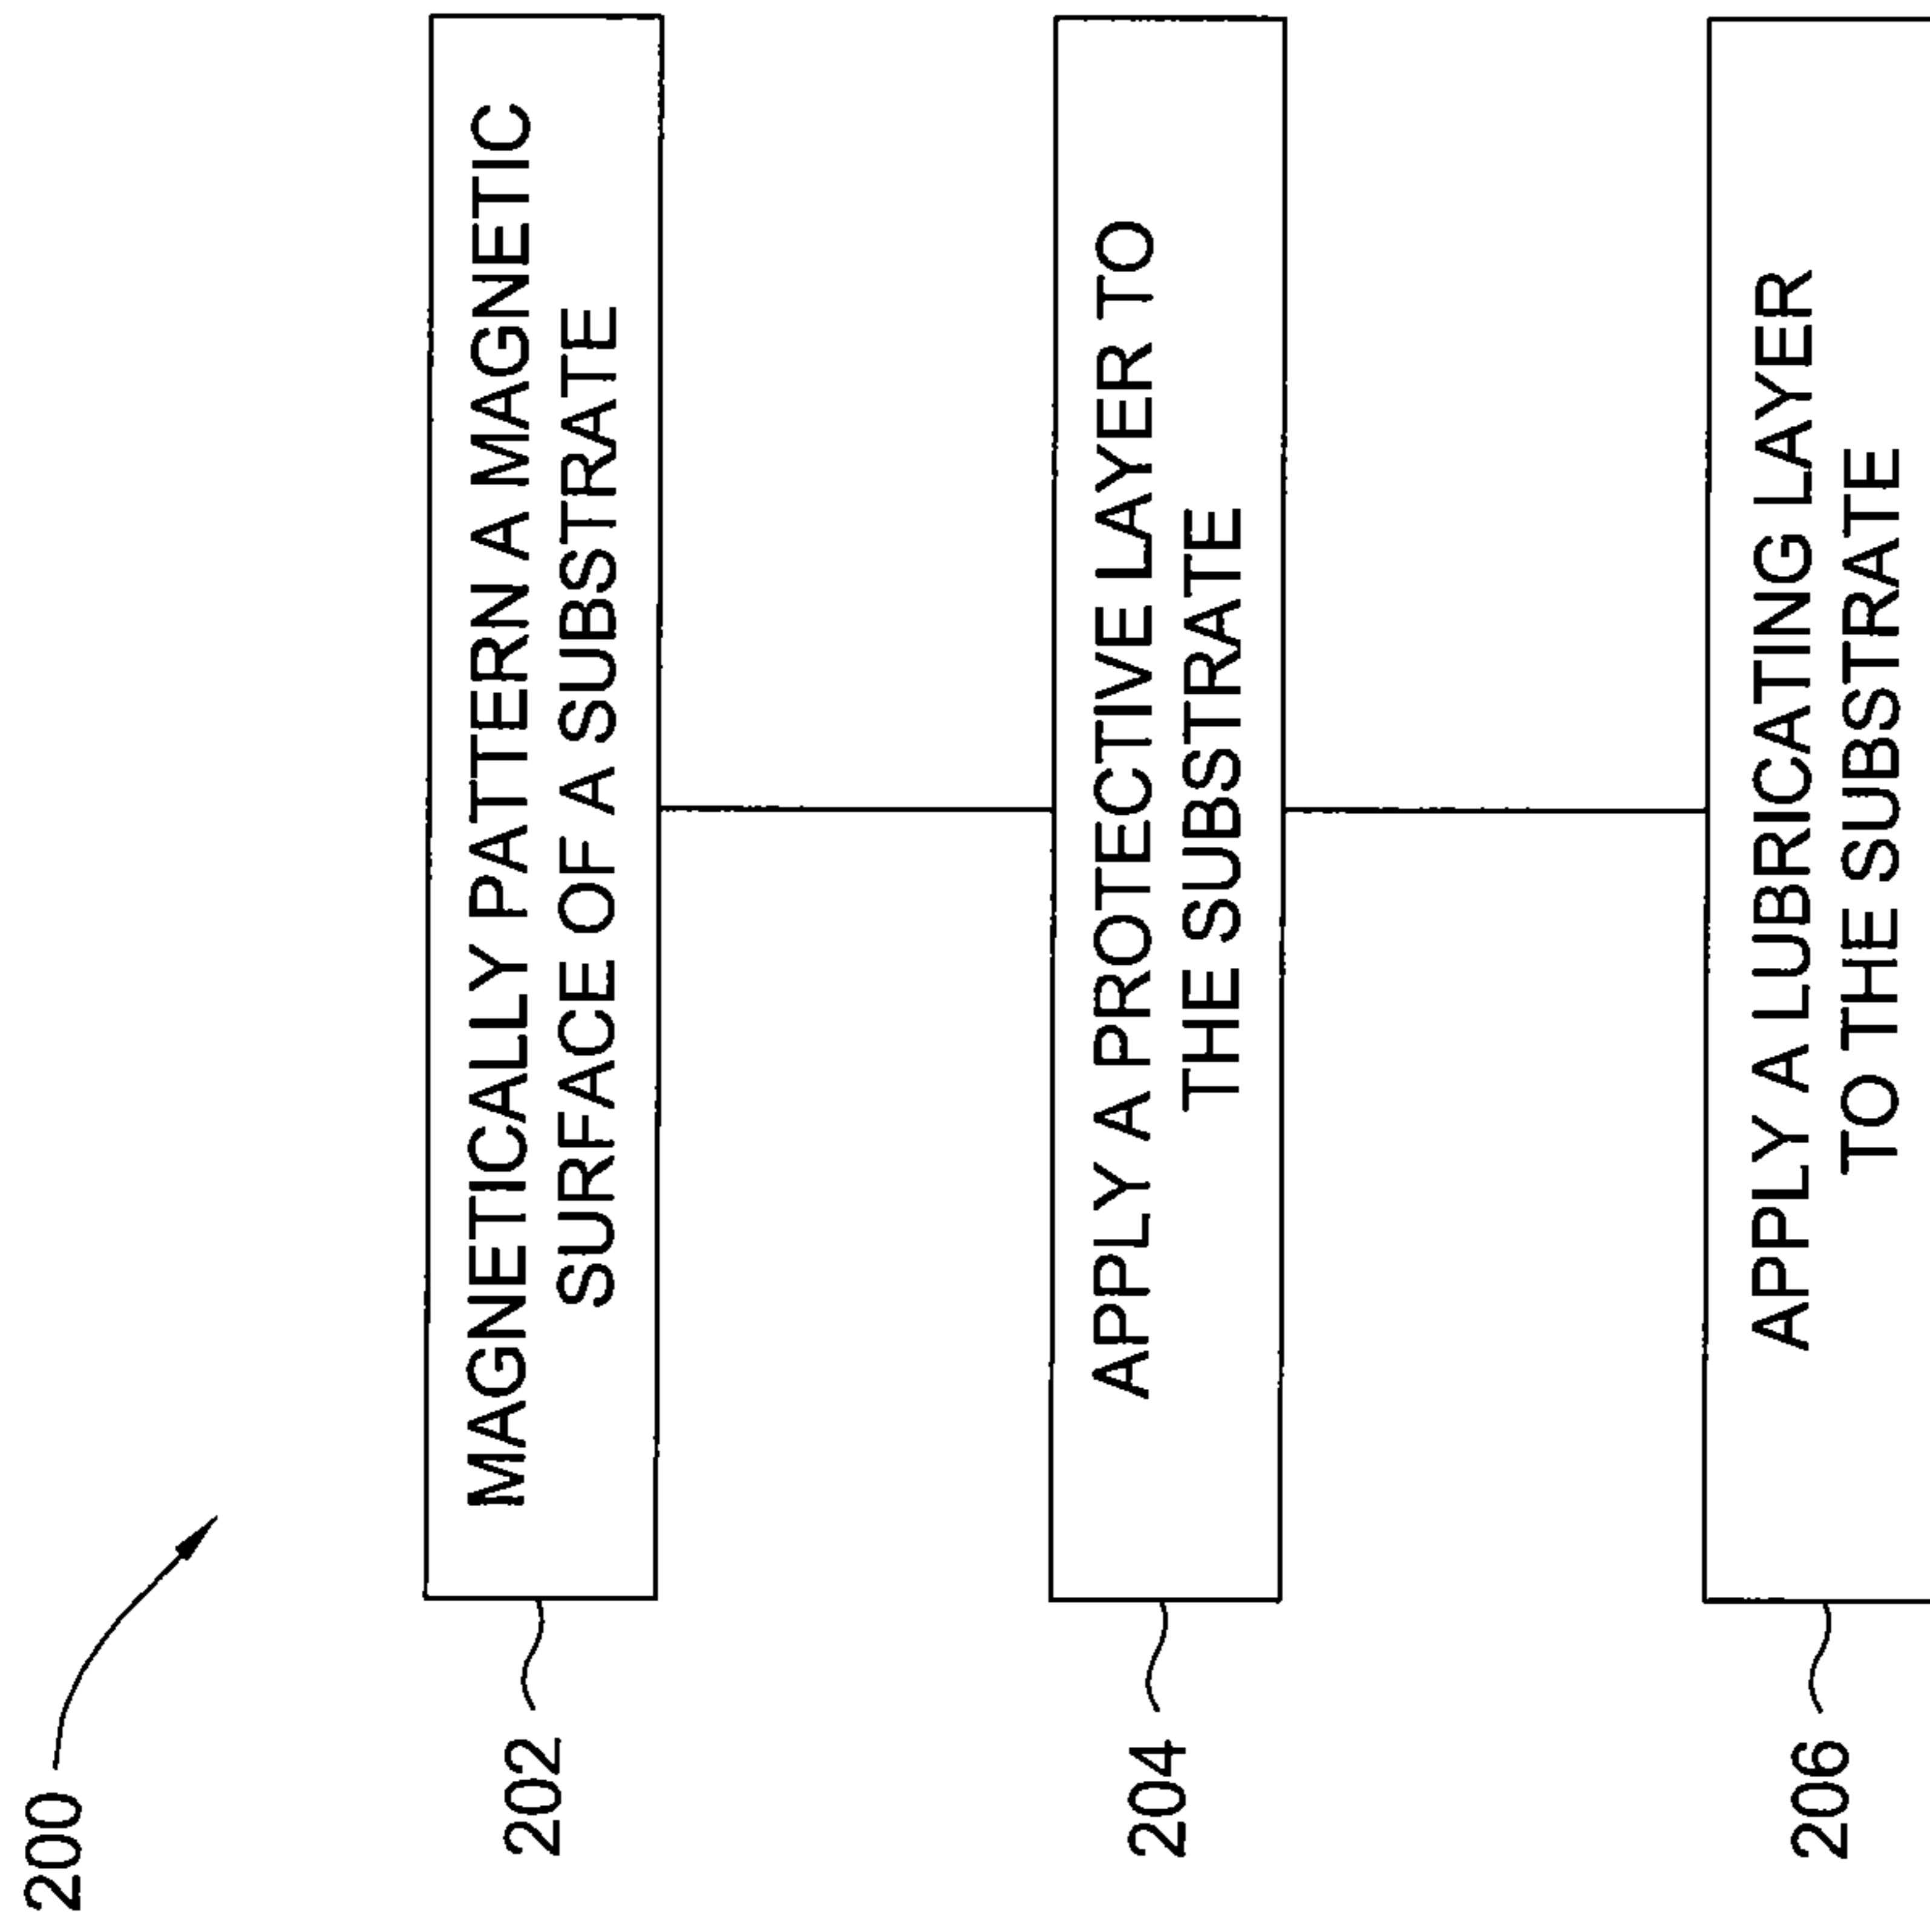 200
202
MAGNETICALLY PATTERN A MAGNETIC
SURFACE OF A SUBSTRATE
204
APPLY A PROTECTIVE LAYER TO
THE SUBSTRATE
206
APPLY A LUBRICATING LAYER
TO THE SUBSTRATE